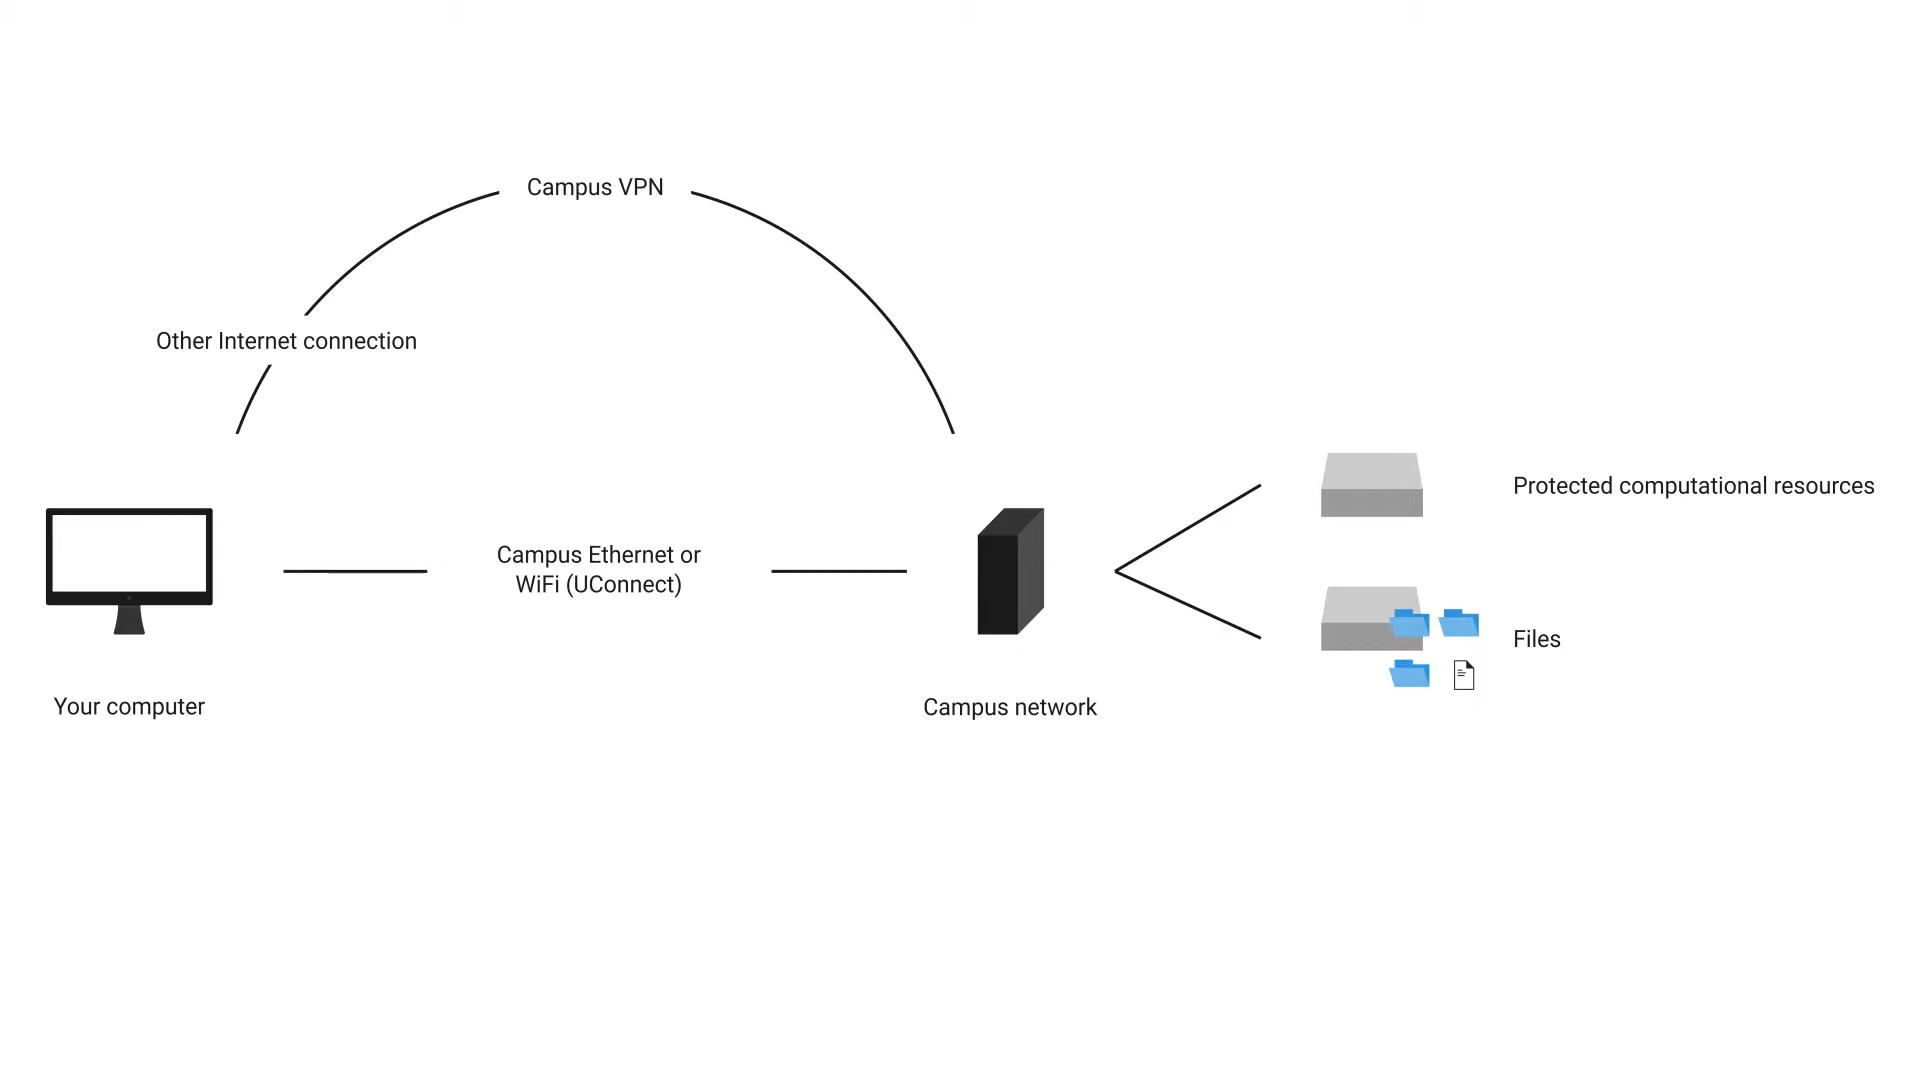 Campus VPN
Other Internet connection
Campus Ethernet or
WiFi (UConnect)
Your computer
Campus network
Protected computational resources
Files